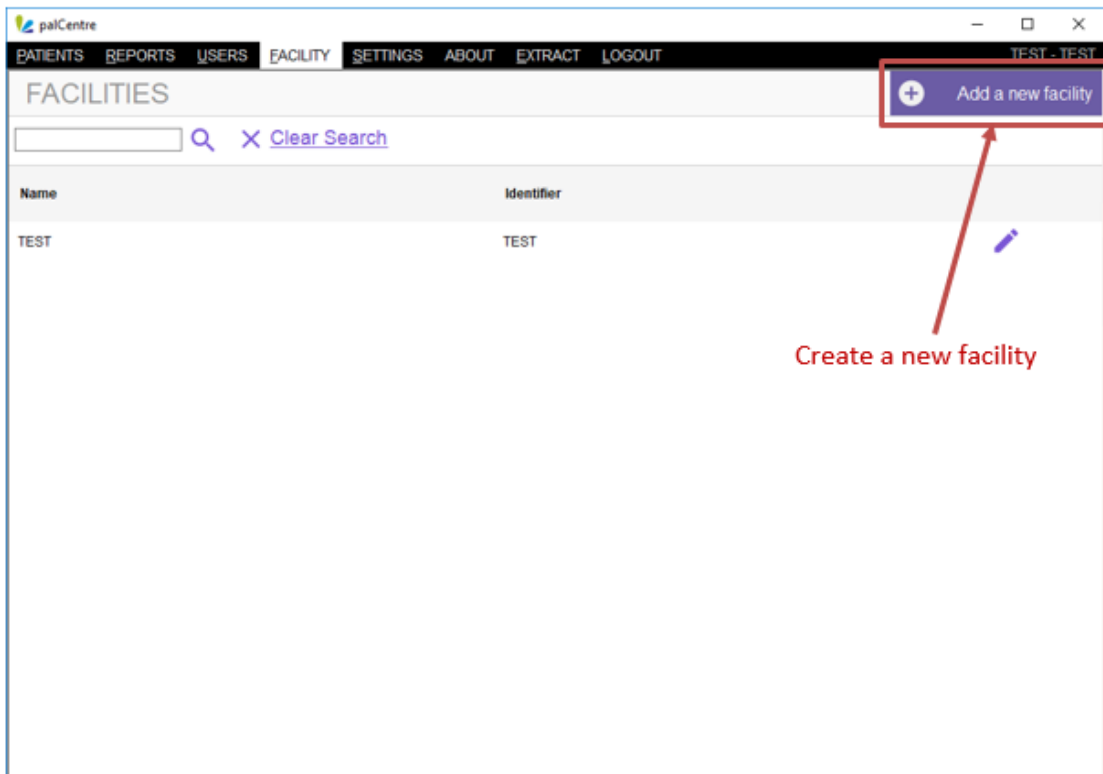 palCentre
PATIENTS REPORTS USERS FACILITY SETTINGS ABOUT EXTRACT LOGOUT TEST - TEST
FACILITIES
Add a new facility
Clear Search
Name Identifier
TEST TEST
Create a new facility